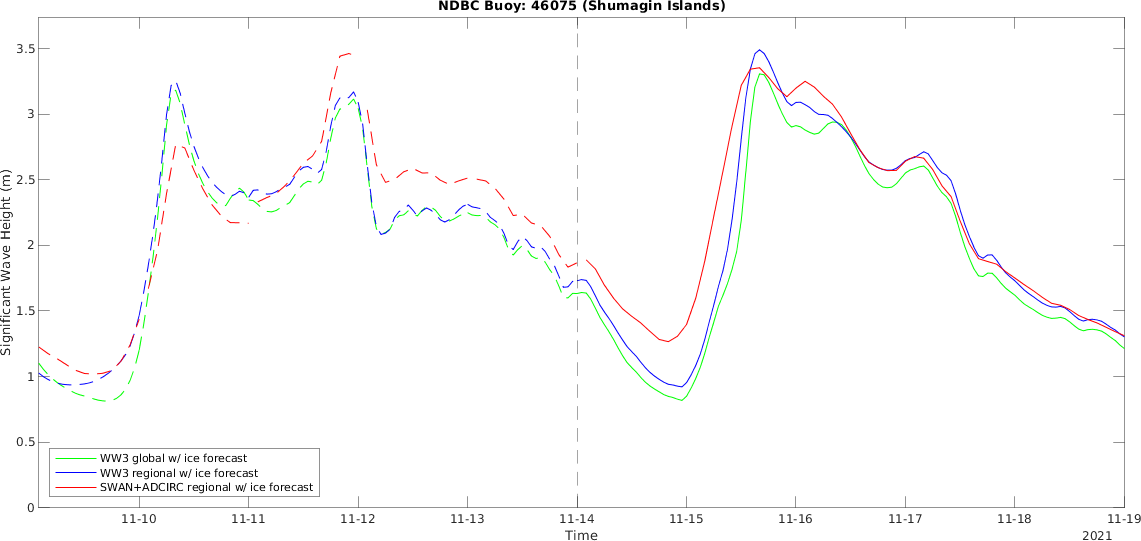 NDBC Buoy: 46075 (Shumagin Islands)
Significant Wave Height (m)
3.5
3
2.5
2
1.5
1
0.5
0
WW3 global w/ ice forecast
WW3 regional w/ ice forecast
SWAN+ADCIRC regional w/ ice forecast
11-10 11-11 11-12 11-13 11-14 11-15 11-16 11-17 11-18 11-19
Time
2021